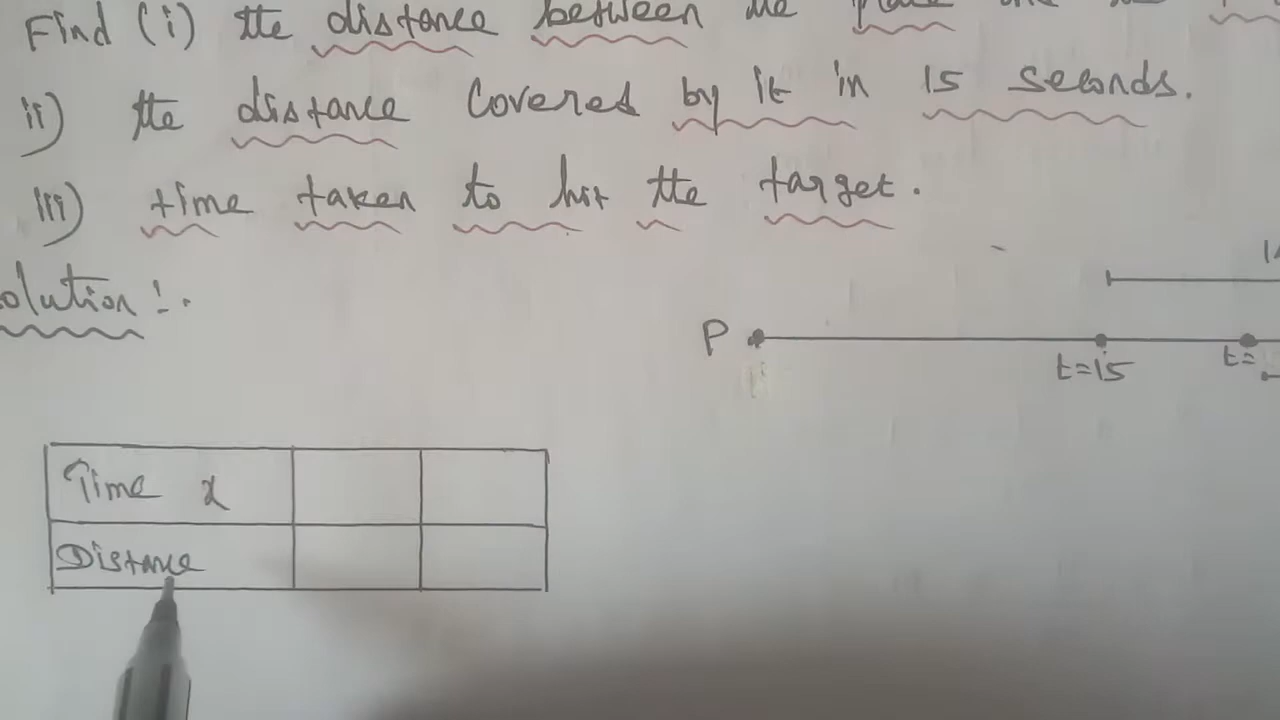 Find (i) the distance between the place
ii) the distance covered by it in 15 seconds.
iii) time taken to hit the target.
olution :.
P
t=15
t=
Time x
Distance